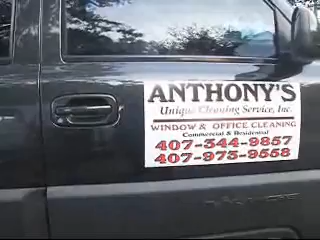 ANTHONY'S
Unique Cleaning Service, Inc.
WINDOW & OFFICE CLEANING
Commercial & Residential
407-344-9857
407-973-9558